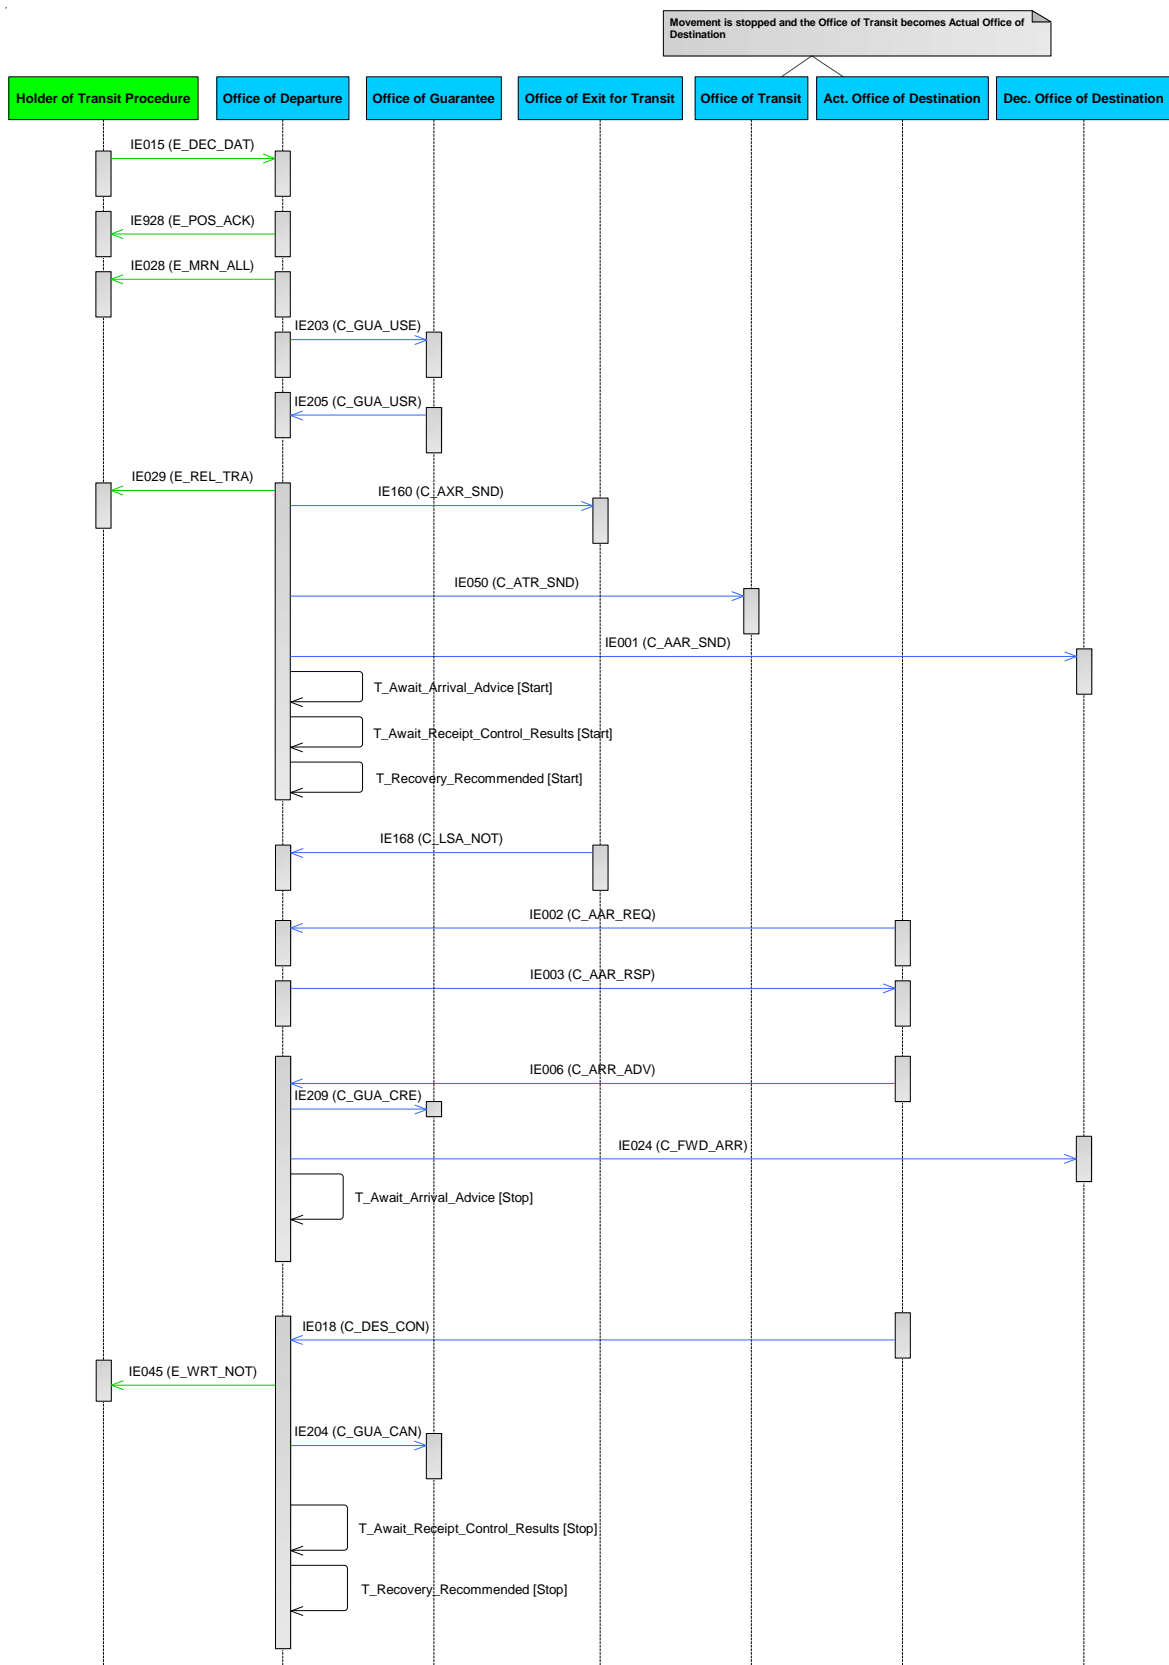 Movement is stopped and the Office of Transit becomes Actual Office of
Destination
Holder of Transit Procedure
Office of Departure
Office of Guarantee
Office of Exit for Transit
Office of Transit
Act. Office of Destination
Dec. Office of Destination
IE015 (E_DEC_DAT)
IE928 (E_POS_ACK)
IE028 (E_MRN_ALL)
IE203 (C_GUA_USE)
IE205 (C_GUA_USR)
IE029 (E_REL_TRA)
IE160 (C_AXR_SND)
IE050 (C_ATR_SND)
IE001 (C_AAR_SND)
T_Await_Arrival_Advice [Start]
T_Await_Receipt_Control_Results [Start]
T_Recovery_Recommended [Start]
IE168 (C_LSA_NOT)
IE002 (C_AAR_REQ)
IE003 (C_AAR_RSP)
IE006 (C_ARR_ADV)
IE209 (C_GUA_CRE)
IE024 (C_FWD_ARR)
T_Await_Arrival_Advice [Stop]
IE018 (C_DES_CON)
IE045 (E_WRT_NOT)
IE204 (C_GUA_CAN)
T_Await_Receipt_Control_Results [Stop]
T_Recovery_Recommended [Stop]